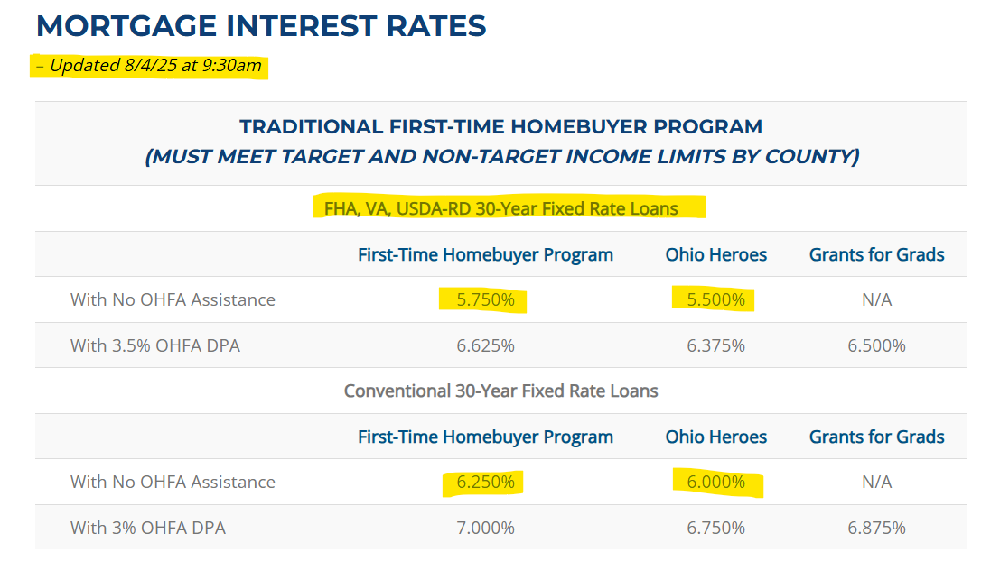 MORTGAGE INTEREST RATES
– Updated 8/4/25 at 9:30am
TRADITIONAL FIRST-TIME HOMEBUYER PROGRAM
(MUST MEET TARGET AND NON-TARGET INCOME LIMITS BY COUNTY)
FHA, VA, USDA-RD 30-Year Fixed Rate Loans
First-Time Homebuyer Program Ohio Heroes Grants for Grads
With No OHFA Assistance 5.750% 5.500% N/A
With 3.5% OHFA DPA 6.625% 6.375% 6.500%
Conventional 30-Year Fixed Rate Loans
First-Time Homebuyer Program Ohio Heroes Grants for Grads
With No OHFA Assistance 6.250% 6.000% N/A
With 3% OHFA DPA 7.000% 6.750% 6.875%